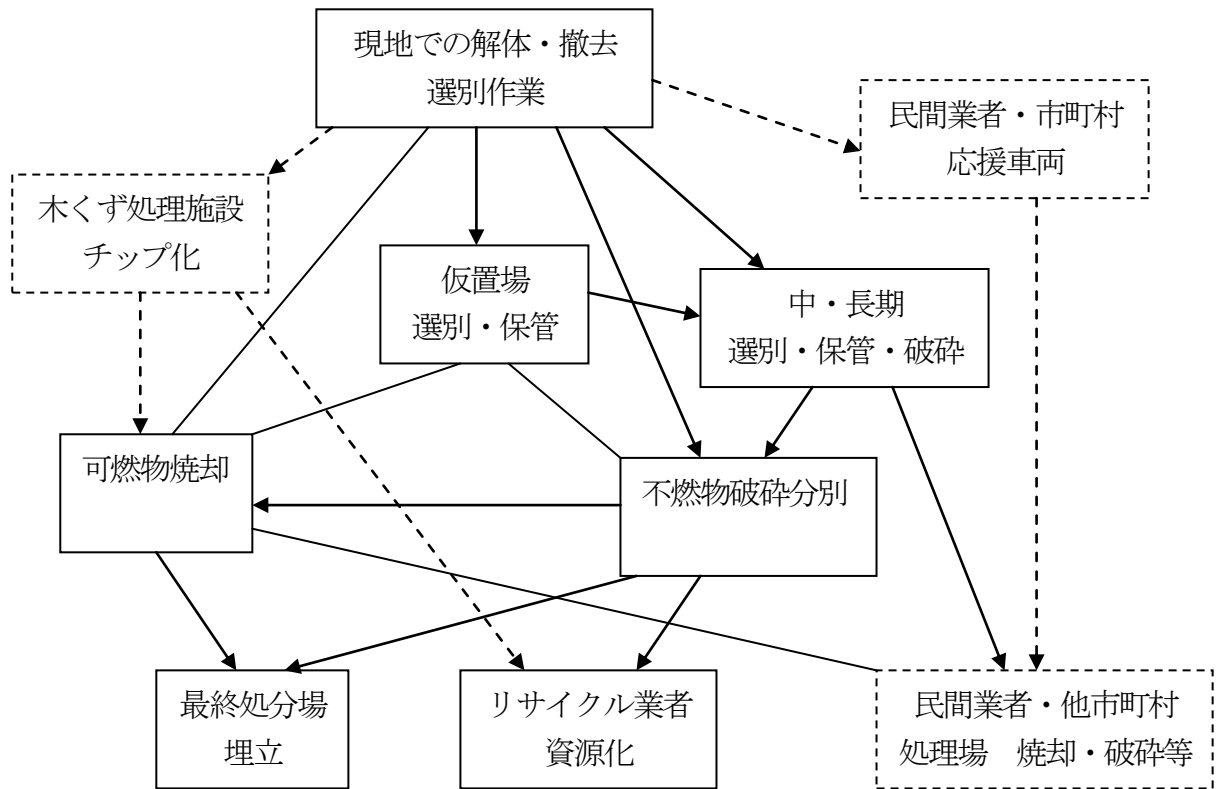 現地での解体・撤去
選別作業
民間業者・市町村
応援車両
木くず処理施設
チップ化
仮置場
選別・保管
中・長期
選別・保管・破砕
可燃物焼却
不燃物破砕分別
最終処分場
埋立
リサイクル業者
資源化
民間業者・他市町村
処理場　焼却・破砕等